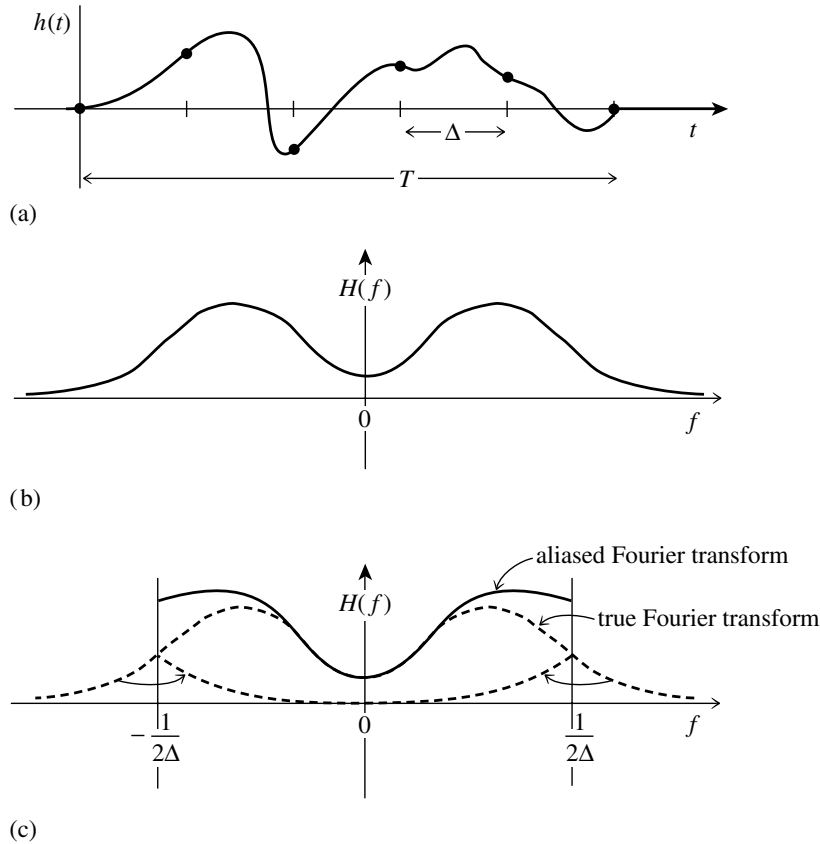 h(t)
Δ
t
T
(a)
H(f)
0
f
(b)
aliased Fourier transform
H(f)
true Fourier transform
− 1/2Δ
0
1/2Δ
f
(c)